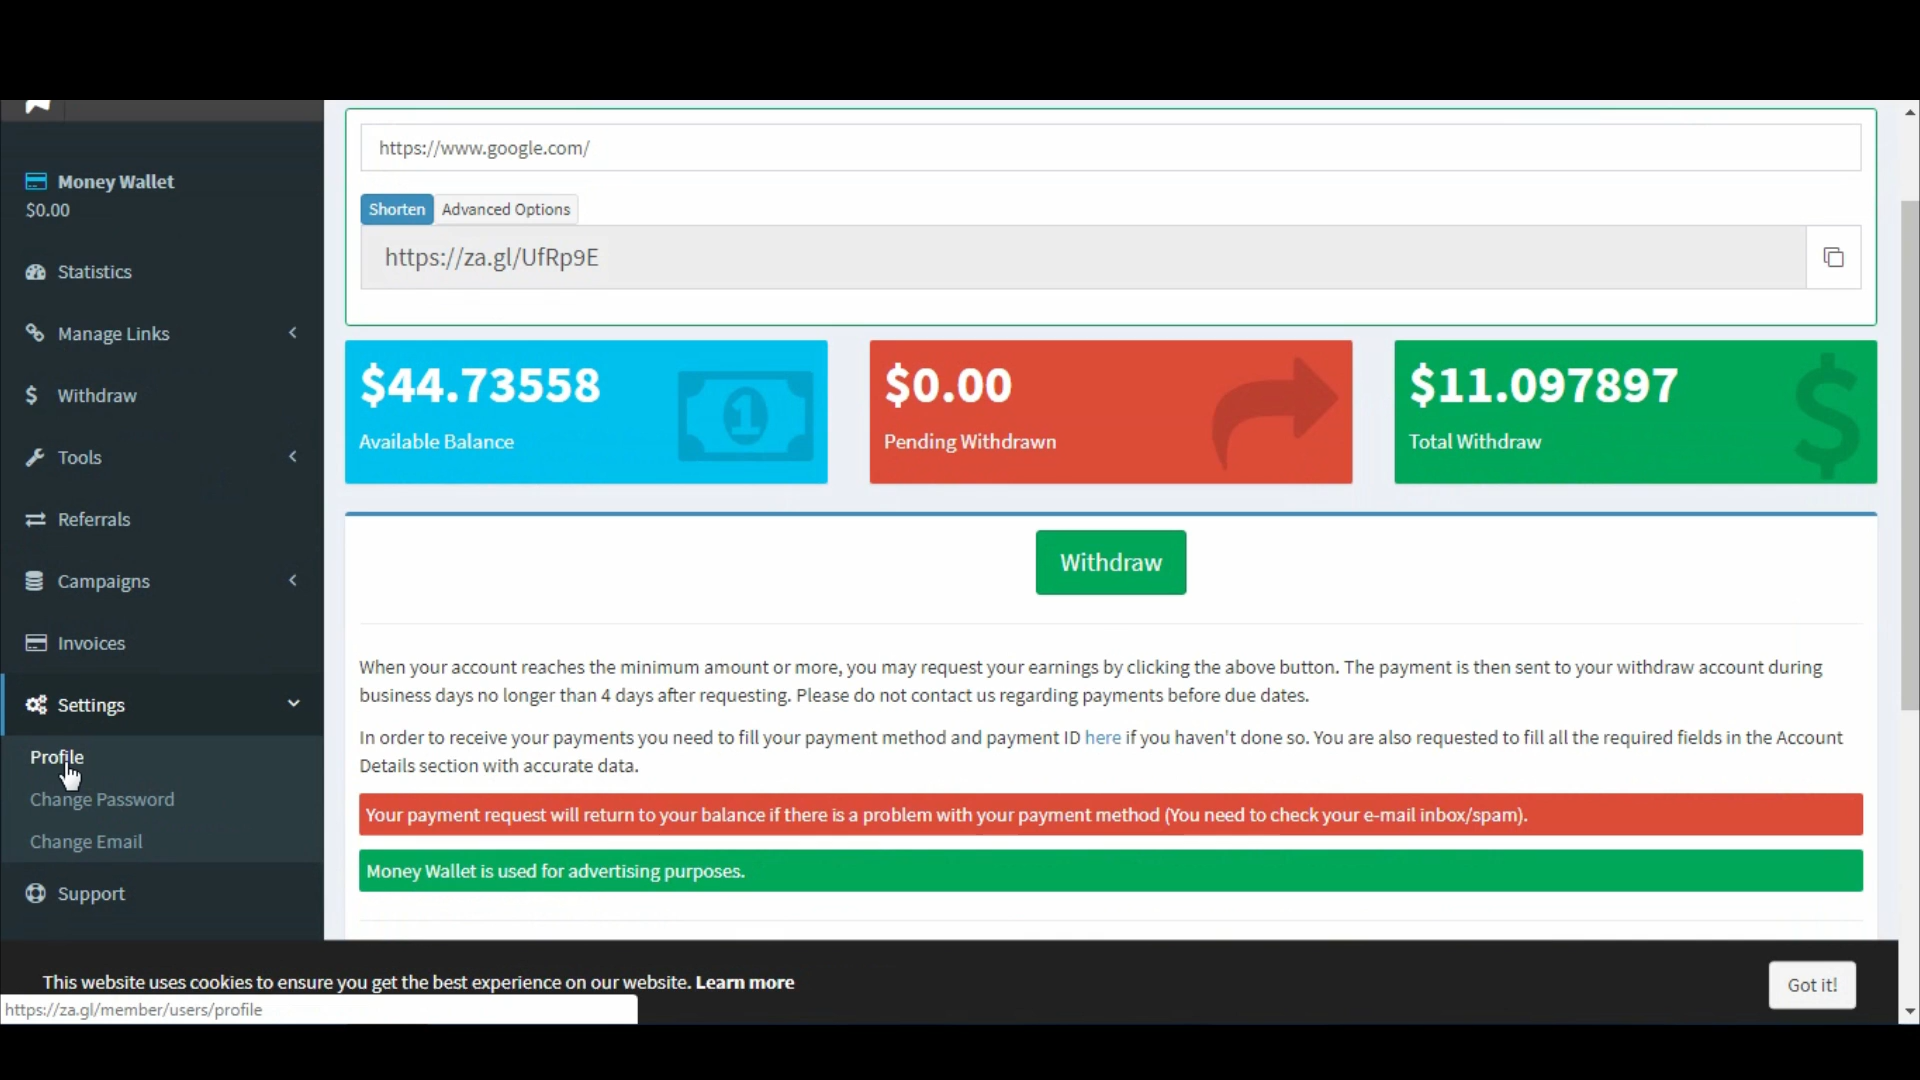 https://www.google.com/
Shorten Advanced Options
https://za.gl/UfRp9E
Money Wallet
$0.00
Statistics
Manage Links
Withdraw
Tools
Referrals
Campaigns
Invoices
Settings
Profile
Change Password
Change Email
Support
$44.73558
Available Balance
1
$0.00
Pending Withdrawn
$11.097897
Total Withdraw
$
Withdraw
When your account reaches the minimum amount or more, you may request your earnings by clicking the above button. The payment is then sent to your withdraw account during
business days no longer than 4 days after requesting. Please do not contact us regarding payments before due dates.
In order to receive your payments you need to fill your payment method and payment ID here if you haven't done so. You are also requested to fill all the required fields in the Account
Details section with accurate data.
Your payment request will return to your balance if there is a problem with your payment method (You need to check your e-mail inbox/spam).
Money Wallet is used for advertising purposes.
This website uses cookies to ensure you get the best experience on our website. Learn more
Got it!
https://za.gl/member/users/profile